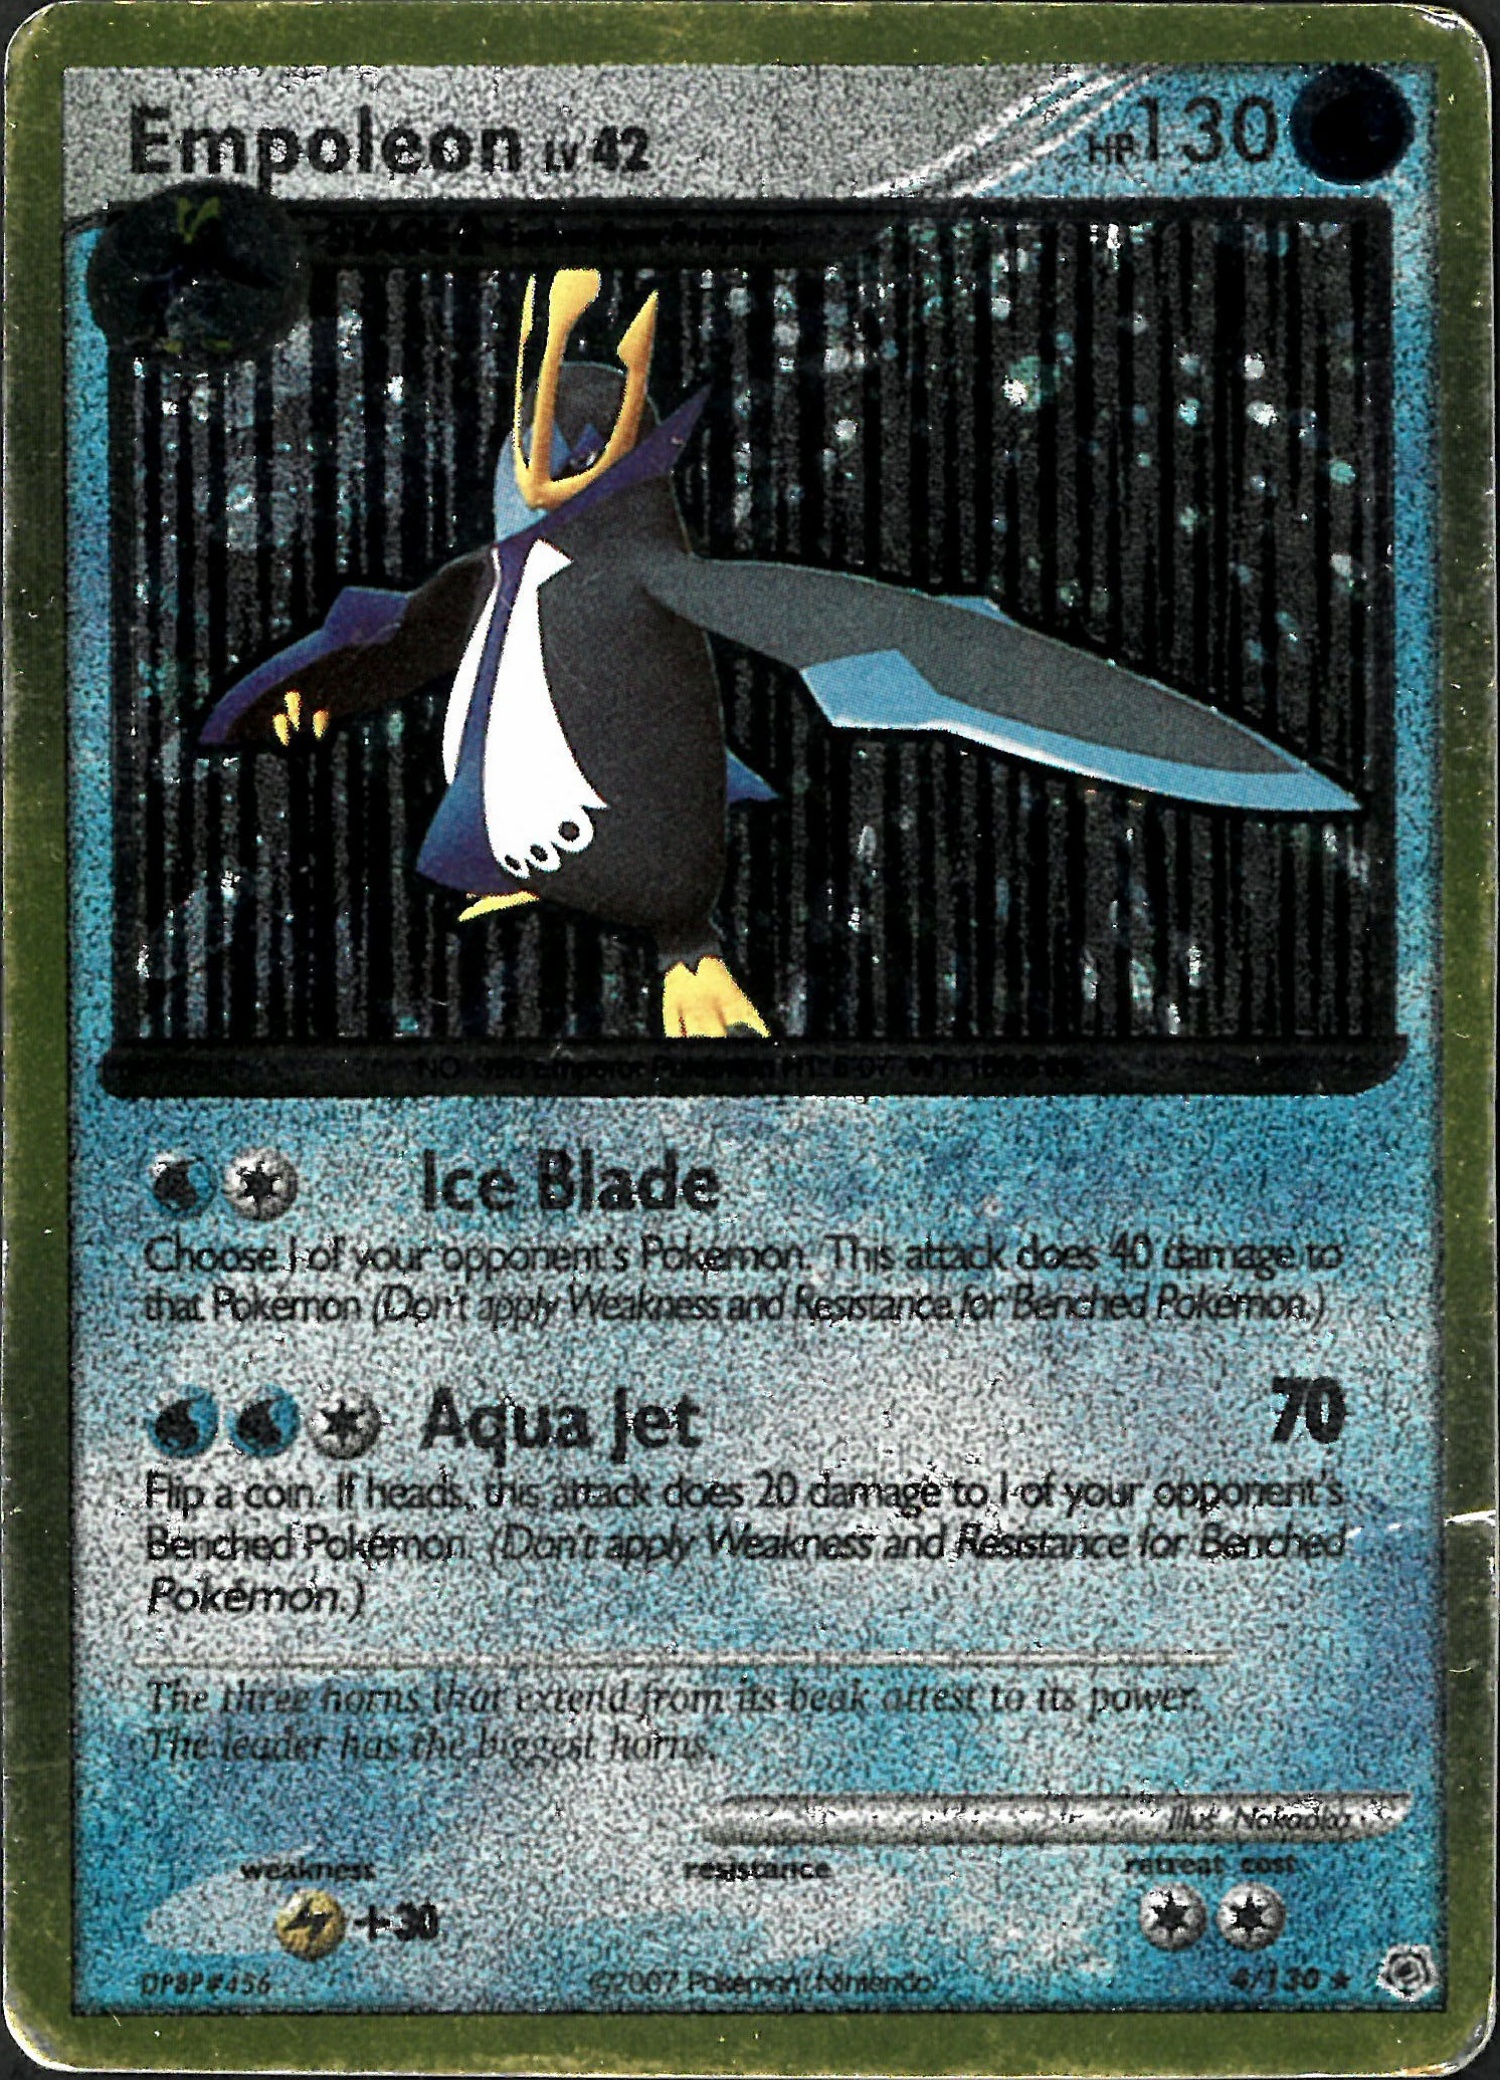 Empoleon LV.42 HP 130
Ice Blade
Choose 1 of your opponent's Pokémon. This attack does 40 damage to
that Pokémon. (Don't apply Weakness and Resistance for Benched Pokémon.)
Aqua Jet 70
Flip a coin. If heads, this attack does 20 damage to 1 of your opponent's
Benched Pokémon. (Don't apply Weakness and Resistance for Benched
Pokémon.)
The three horns that extend from its beak attest to its power.
The leader has the biggest horns.
Illus. Nakaoka
weakness resistance retreat cost
+30
DPBP#456 ©2007 Pokémon/Nintendo 4/130 ★